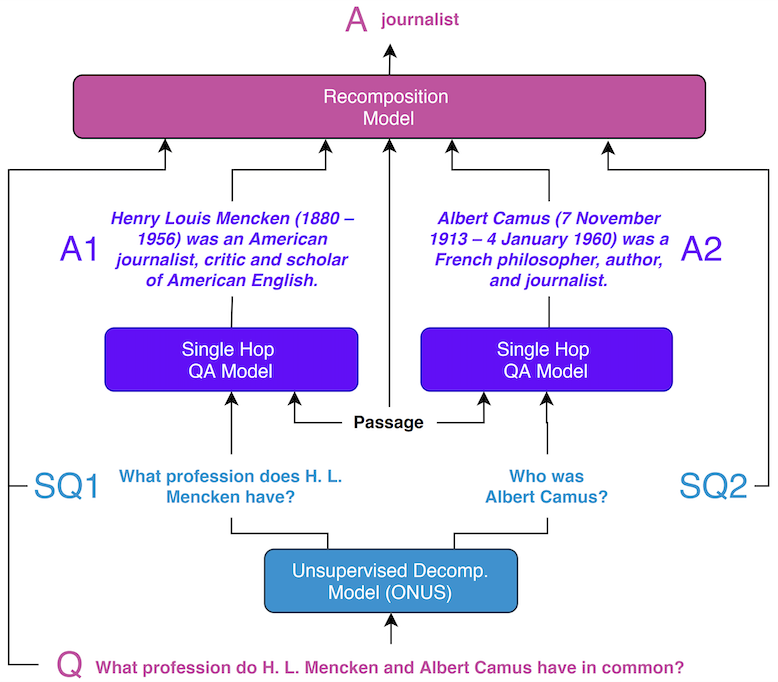 A journalist
Recomposition
Model
A1
Henry Louis Mencken (1880 –
1956) was an American
journalist, critic and scholar
of American English.
Albert Camus (7 November
1913 – 4 January 1960) was a
French philosopher, author,
and journalist.
A2
Single Hop
QA Model
Single Hop
QA Model
Passage
SQ1
What profession does H. L.
Mencken have?
Who was
Albert Camus?
SQ2
Unsupervised Decomp.
Model (ONUS)
Q What profession do H. L. Mencken and Albert Camus have in common?